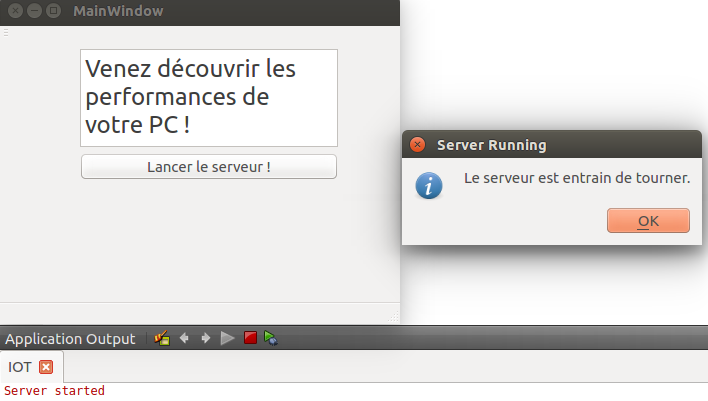 MainWindow
Venez découvrir les
performances de
votre PC !
Lancer le serveur !
Server Running
Le serveur est entrain de tourner.
OK
Application Output
IOT
Server started